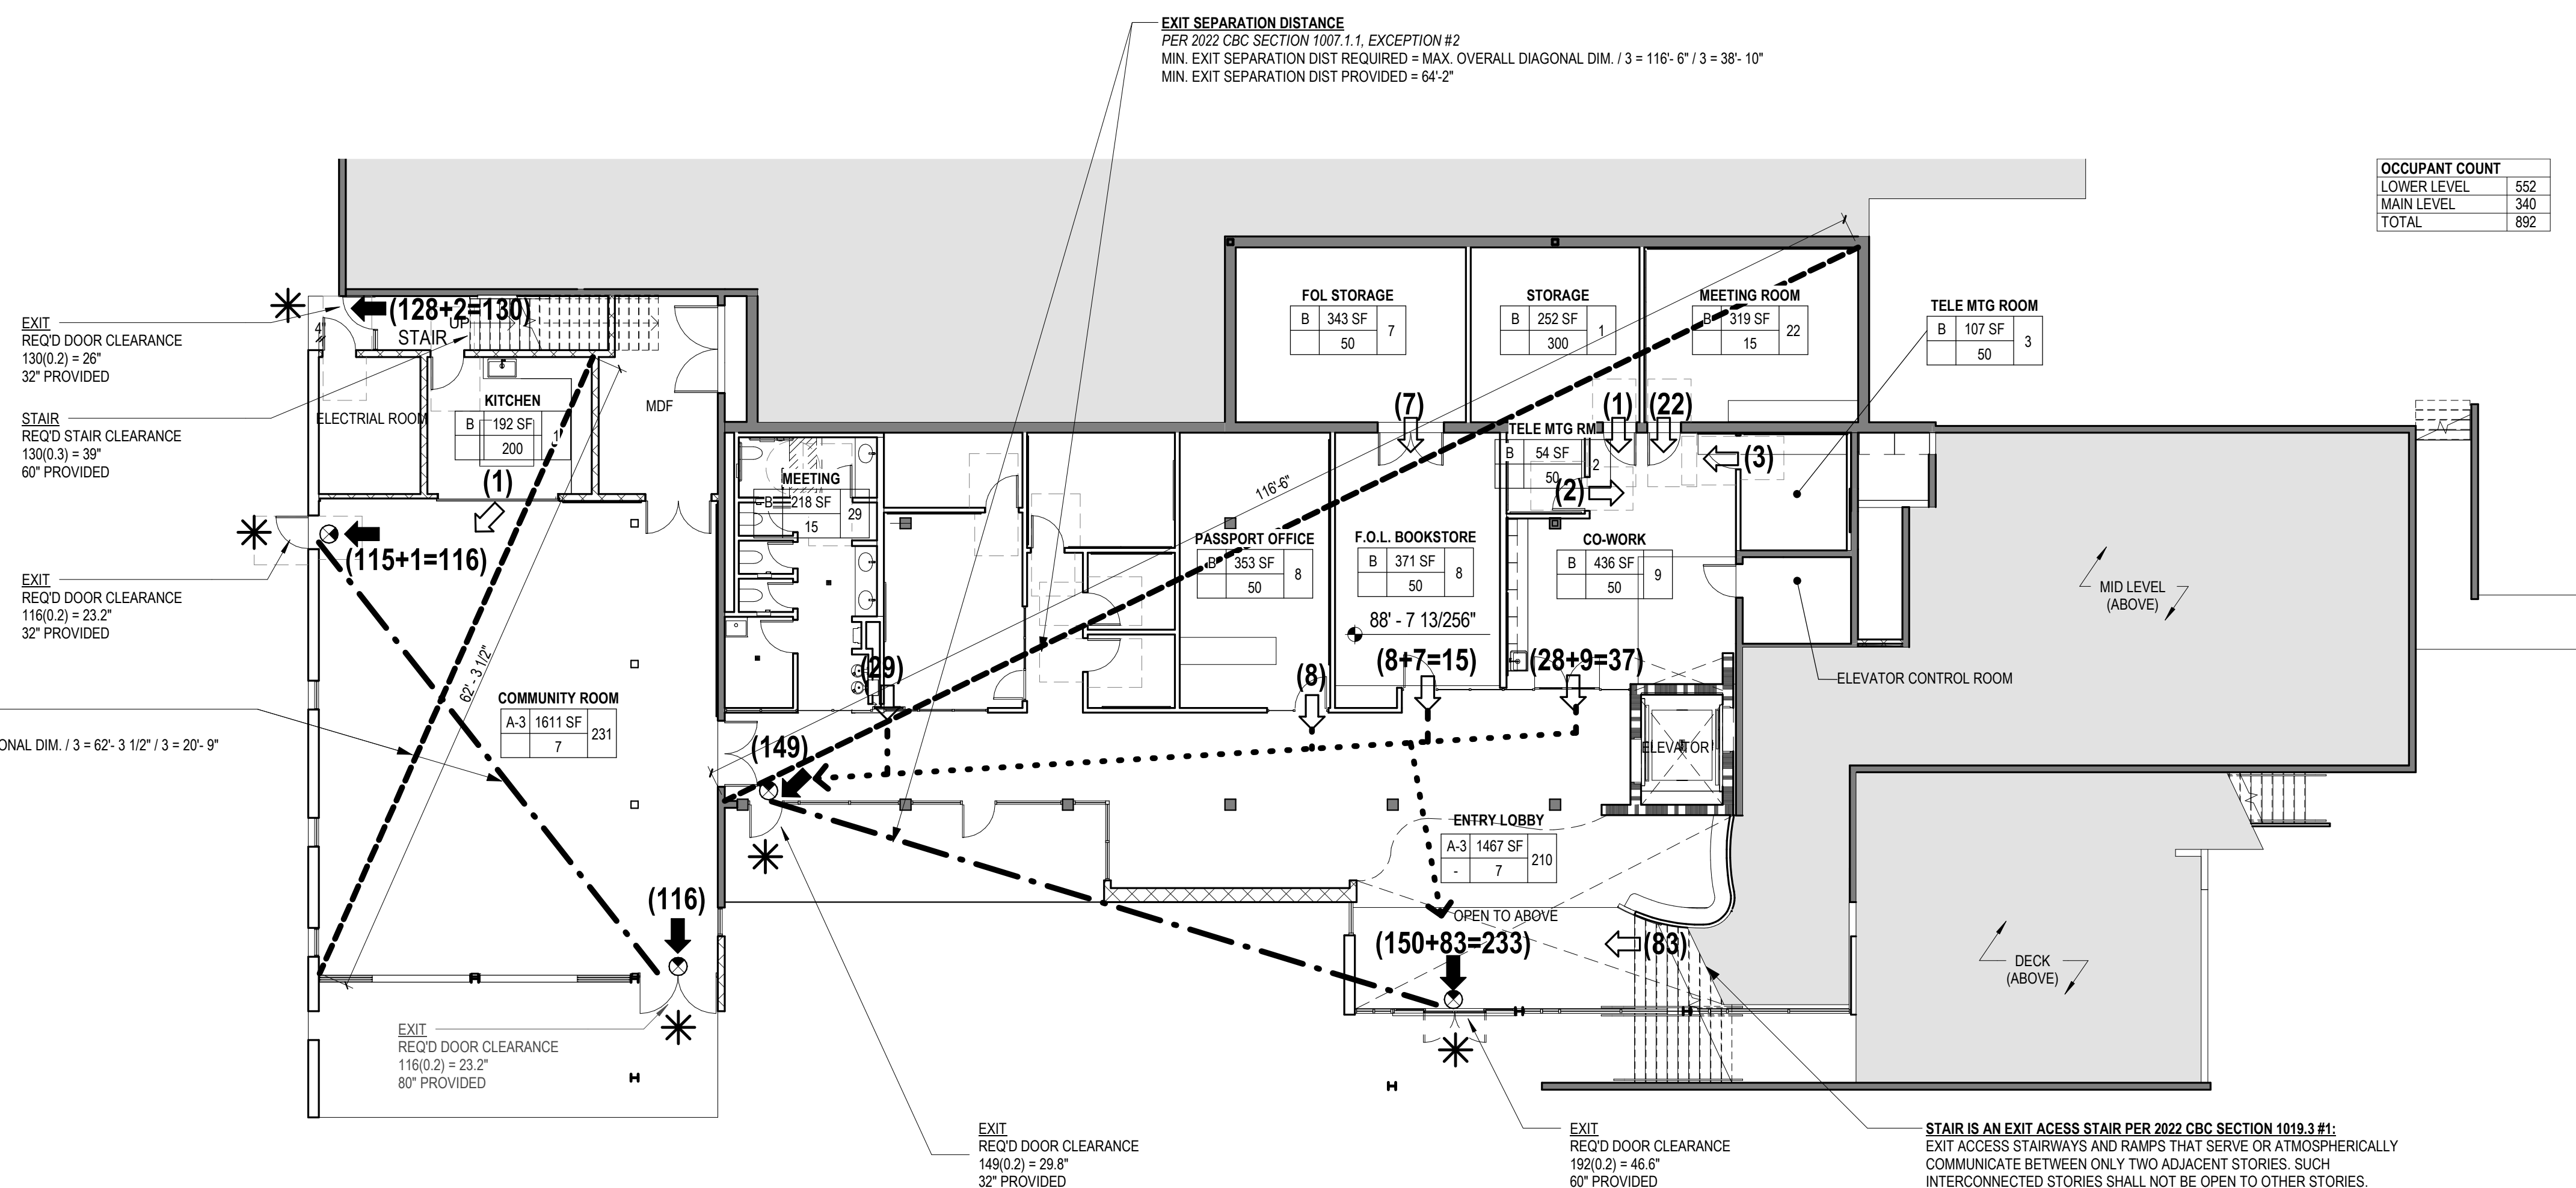 EXIT SEPARATION DISTANCE
PER 2022 CBC SECTION 1007.1.1, EXCEPTION #2
MIN. EXIT SEPARATION DIST REQUIRED = MAX. OVERALL DIAGONAL DIM. / 3 = 116'- 6" / 3 = 38'- 10"
MIN. EXIT SEPARATION DIST PROVIDED = 64'-2"
OCCUPANT COUNT
LOWER LEVEL 552
MAIN LEVEL 340
TOTAL 892
EXIT
REQ'D DOOR CLEARANCE
130(0.2) = 26"
32" PROVIDED
STAIR
REQ'D STAIR CLEARANCE
130(0.3) = 39"
60" PROVIDED
EXIT
REQ'D DOOR CLEARANCE
116(0.2) = 23.2"
32" PROVIDED
ONAL DIM. / 3 = 62'- 3 1/2" / 3 = 20'- 9"
(128+2=130)
UP
STAIR
4"
ELECTRIAL ROOM
KITCHEN
B 192 SF 1
200
(1)
MDF
(115+1=116)
62' - 3 1/2"
COMMUNITY ROOM
A-3 1611 SF 231
7
(116)
EXIT
REQ'D DOOR CLEARANCE
116(0.2) = 23.2"
80" PROVIDED
MEETING
B 218 SF 29
15
(29)
(149)
116'-6"
FOL STORAGE
B 343 SF 7
50
STORAGE
B 252 SF 1
300
MEETING ROOM
B 319 SF 22
15
TELE MTG ROOM
B 107 SF 3
50
(7)
(1)
(22)
TELE MTG RM
B 54 SF 2
50
(3)
(2)
PASSPORT OFFICE
B 353 SF 8
50
F.O.L. BOOKSTORE
B 371 SF 8
50
CO-WORK
B 436 SF 9
50
88' - 7 13/256"
(8)
(8+7=15)
(28+9=37)
ELEVATOR CONTROL ROOM
ELEVATOR
MID LEVEL
(ABOVE)
ENTRY LOBBY
A-3 1467 SF 210
- 7
OPEN TO ABOVE
(150+83=233)
(83)
DECK
(ABOVE)
EXIT
REQ'D DOOR CLEARANCE
149(0.2) = 29.8"
32" PROVIDED
EXIT
REQ'D DOOR CLEARANCE
192(0.2) = 46.6"
60" PROVIDED
STAIR IS AN EXIT ACESS STAIR PER 2022 CBC SECTION 1019.3 #1:
EXIT ACCESS STAIRWAYS AND RAMPS THAT SERVE OR ATMOSPHERICALLY
COMMUNICATE BETWEEN ONLY TWO ADJACENT STORIES. SUCH
INTERCONNECTED STORIES SHALL NOT BE OPEN TO OTHER STORIES.